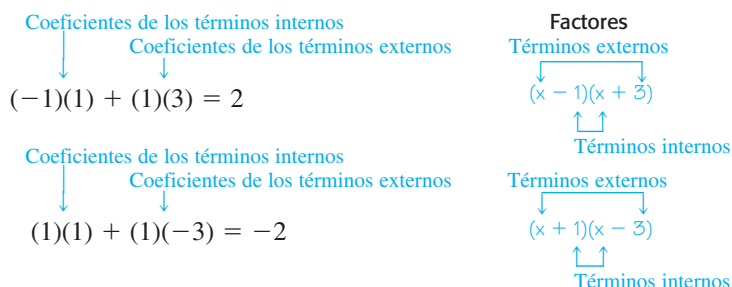 Coeficientes de los términos internos
Coeficientes de los términos externos
(−1)(1) + (1)(3) = 2
Factores
Términos externos
(x − 1)(x + 3)
Términos internos
Coeficientes de los términos internos
Coeficientes de los términos externos
(1)(1) + (1)(−3) = −2
Términos externos
(x + 1)(x − 3)
Términos internos